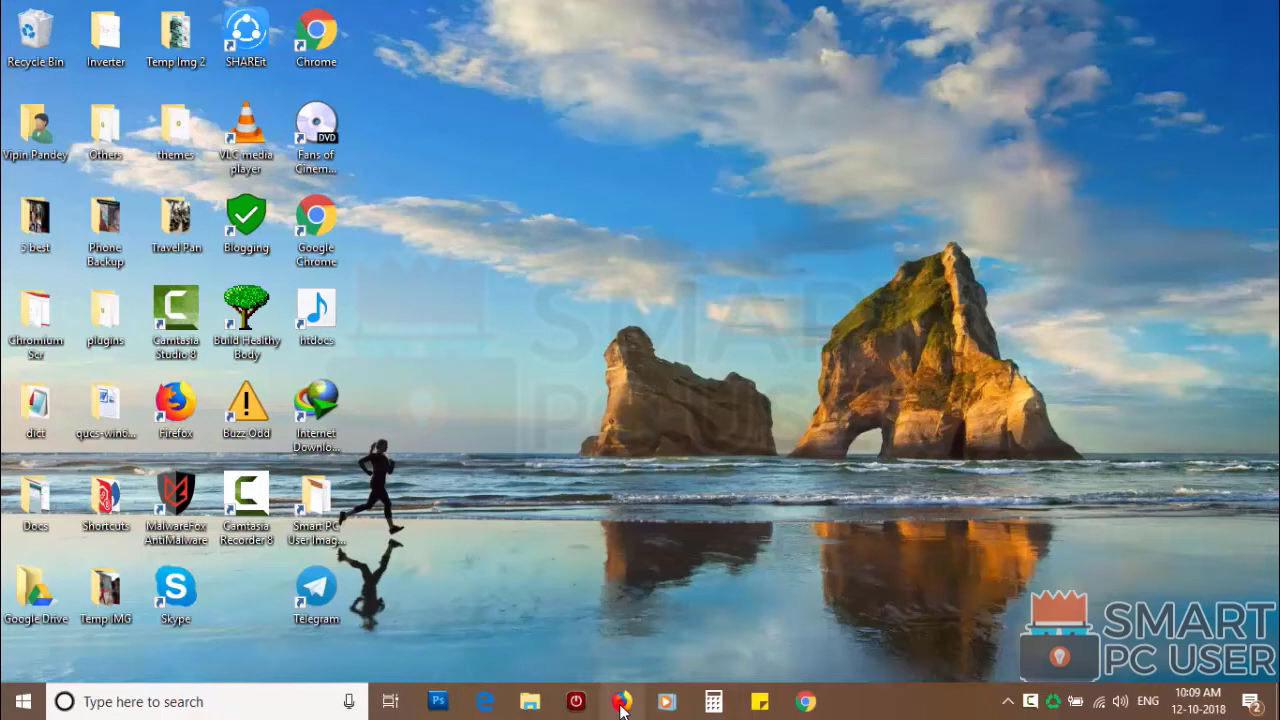 Recycle Bin
Inverter
Temp Img 2
SHAREit
Chrome
Vipin Pandey
Others
themes
VLC media
player
DVD
Fans of
Cinem...
5 best
Phone
Backup
Travel Pan
Blogging
Google
Chrome
Chromium
Scr
plugins
Camtasia
Studio 8
Build Healthy
Body
htdocs
dict
qucs-win6...
Firefox
Buzz Odd
Internet
Downlo...
Docs
Shortcuts
MalwareFox
AntiMalware
Camtasia
Recorder 8
Smart PC
User Imag...
Google Drive
Temp IMG
Skype
Telegram
SMART
PC USER
Type here to search
Ps
ENG
10:09 AM
12-10-2018
2